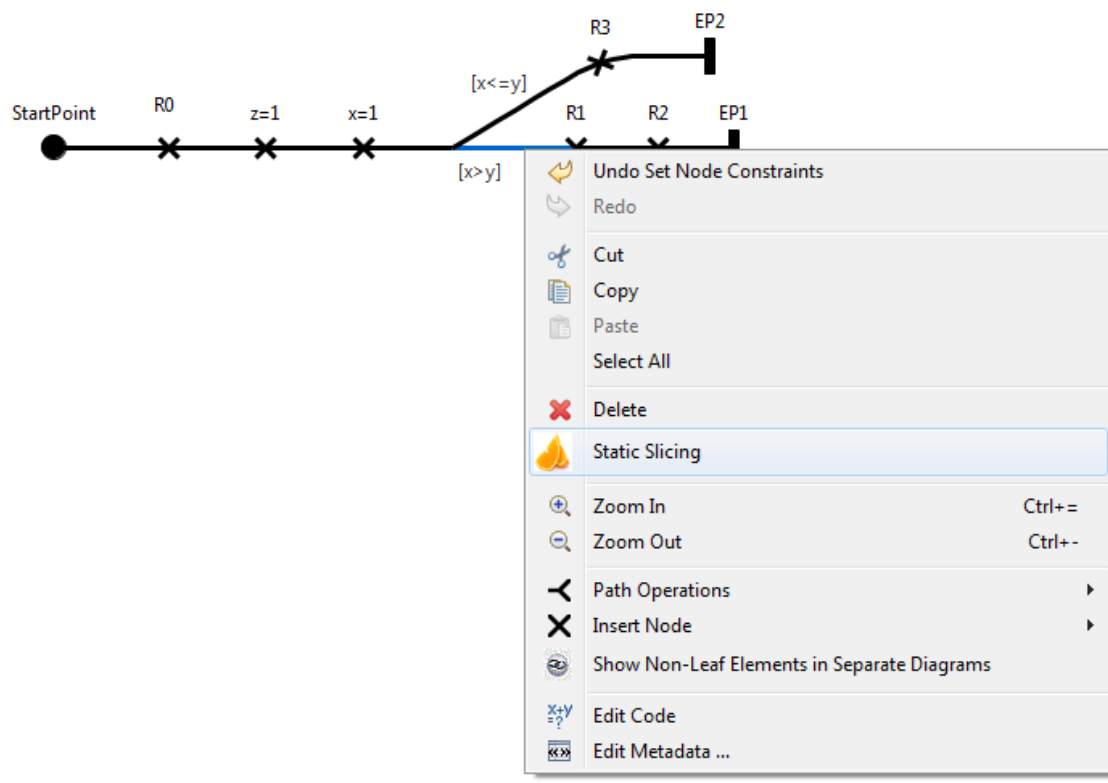 EP2
R3
[x<=y]
StartPoint
R0
z=1
x=1
R1
R2
EP1
[x>y]
Undo Set Node Constraints
Redo
Cut
Copy
Paste
Select All
Delete
Static Slicing
Zoom In Ctrl+=
Zoom Out Ctrl+-
Path Operations
Insert Node
Show Non-Leaf Elements in Separate Diagrams
x+y
=?
Edit Code
Edit Metadata ...